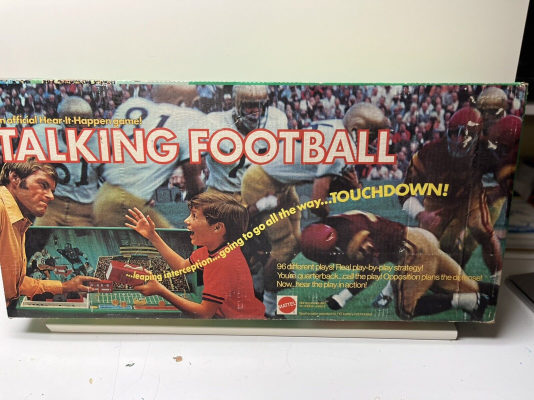 n official Hear-It-Happen game!
TALKING FOOTBALL
...leaping interception...going to go all the way...TOUCHDOWN!
96 different plays! Real play-by-play strategy!
You're quarterback...call the play! Opposition plans the defense!
Now...hear the play in action!
MATTEL
81